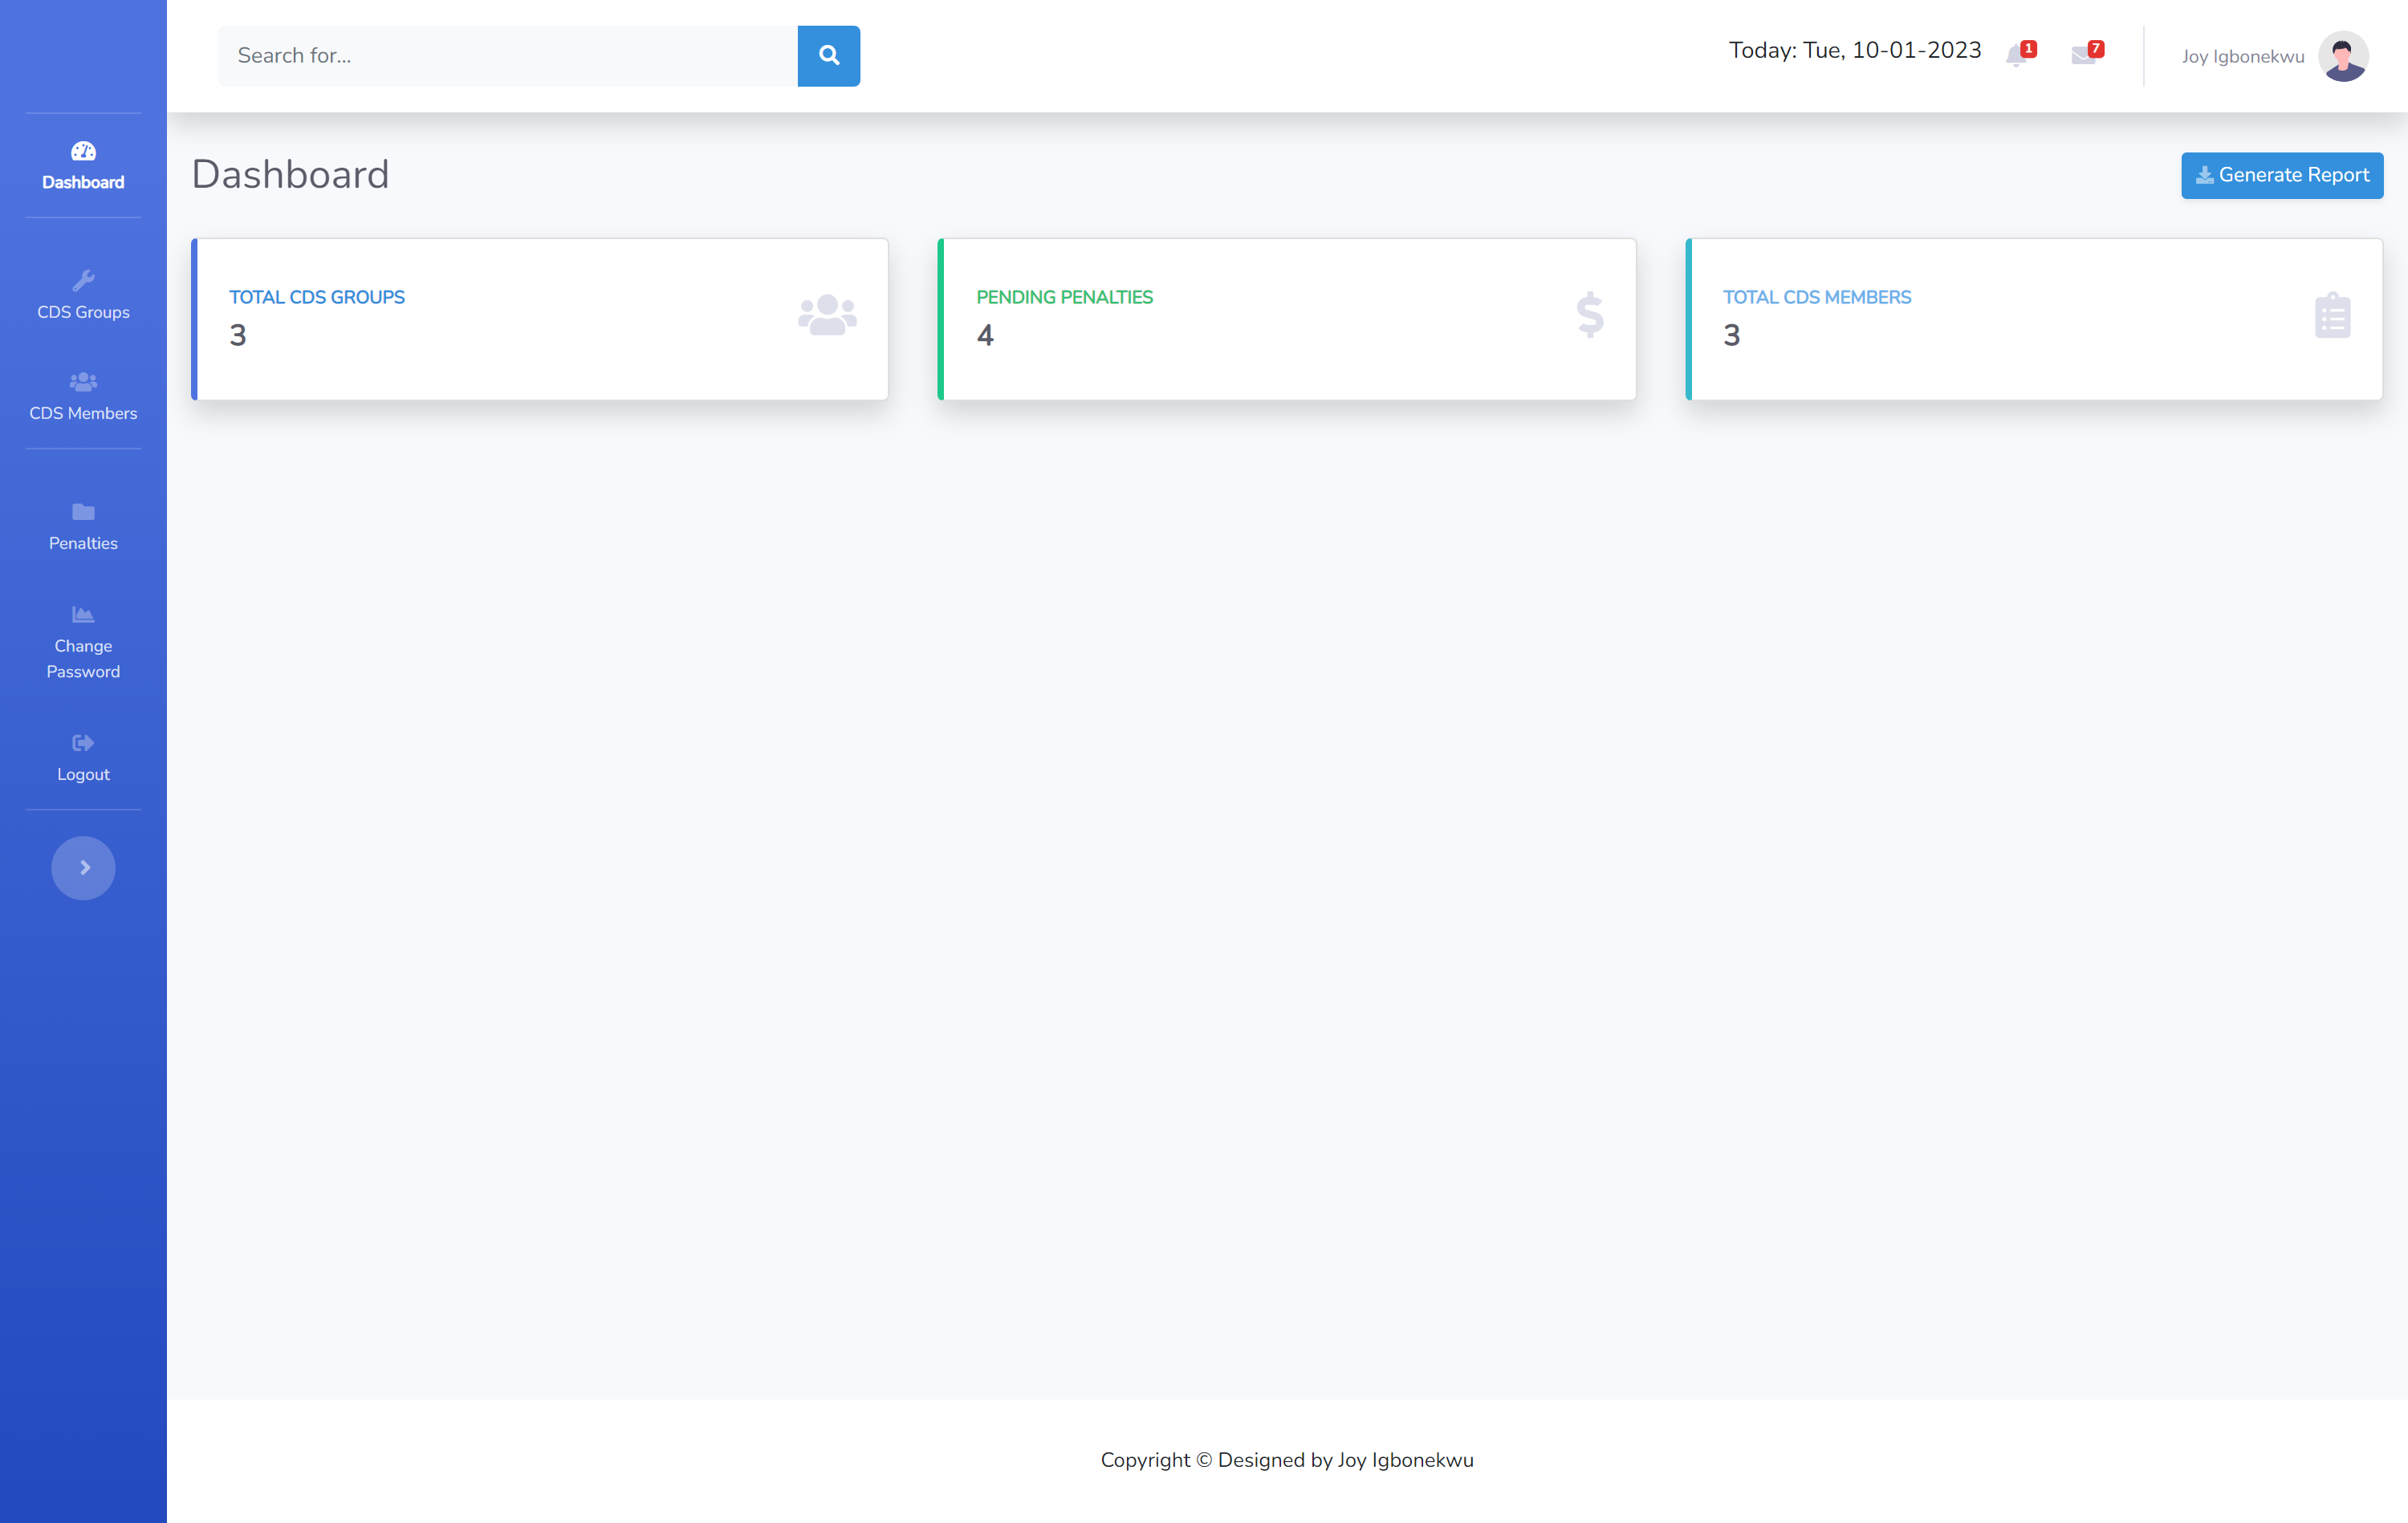 Search for...
Today: Tue, 10-01-2023
1
7
Joy Igbonekwu
Dashboard
CDS Groups
CDS Members
Penalties
Change
Password
Logout
Dashboard
Generate Report
TOTAL CDS GROUPS
3
PENDING PENALTIES
4
TOTAL CDS MEMBERS
3
Copyright © Designed by Joy Igbonekwu